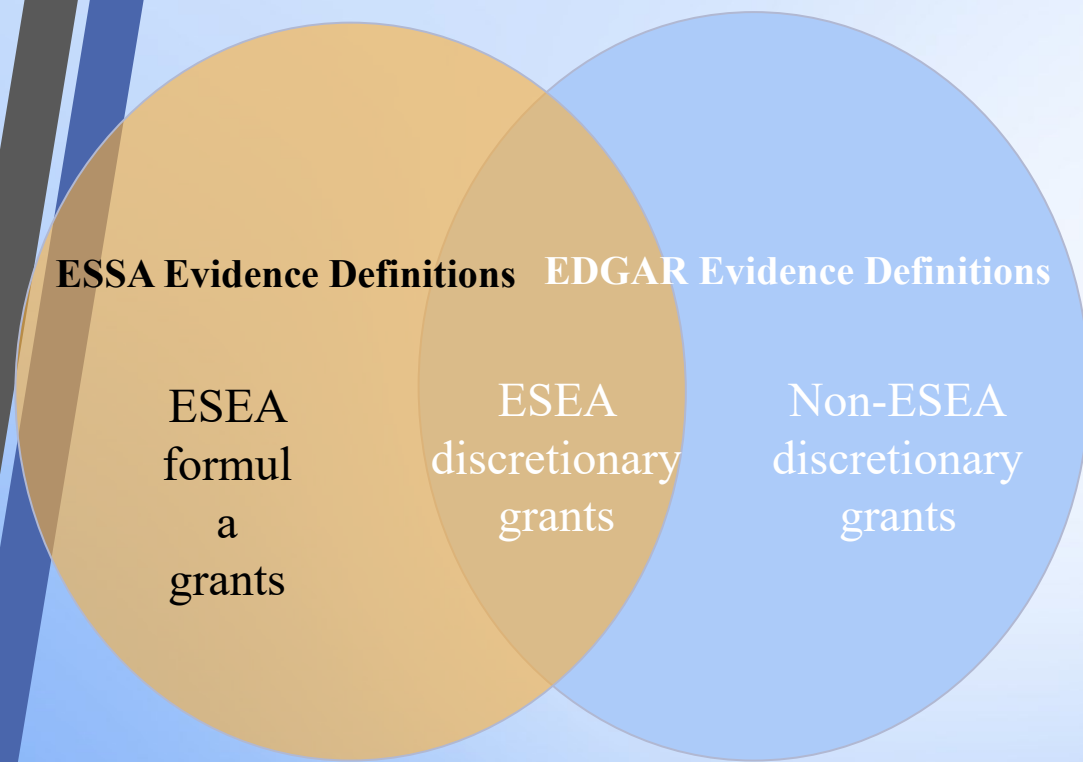 ESSA Evidence Definitions
EDGAR Evidence Definitions
ESEA
formul
a
grants
ESEA
discretionary
grants
Non-ESEA
discretionary
grants